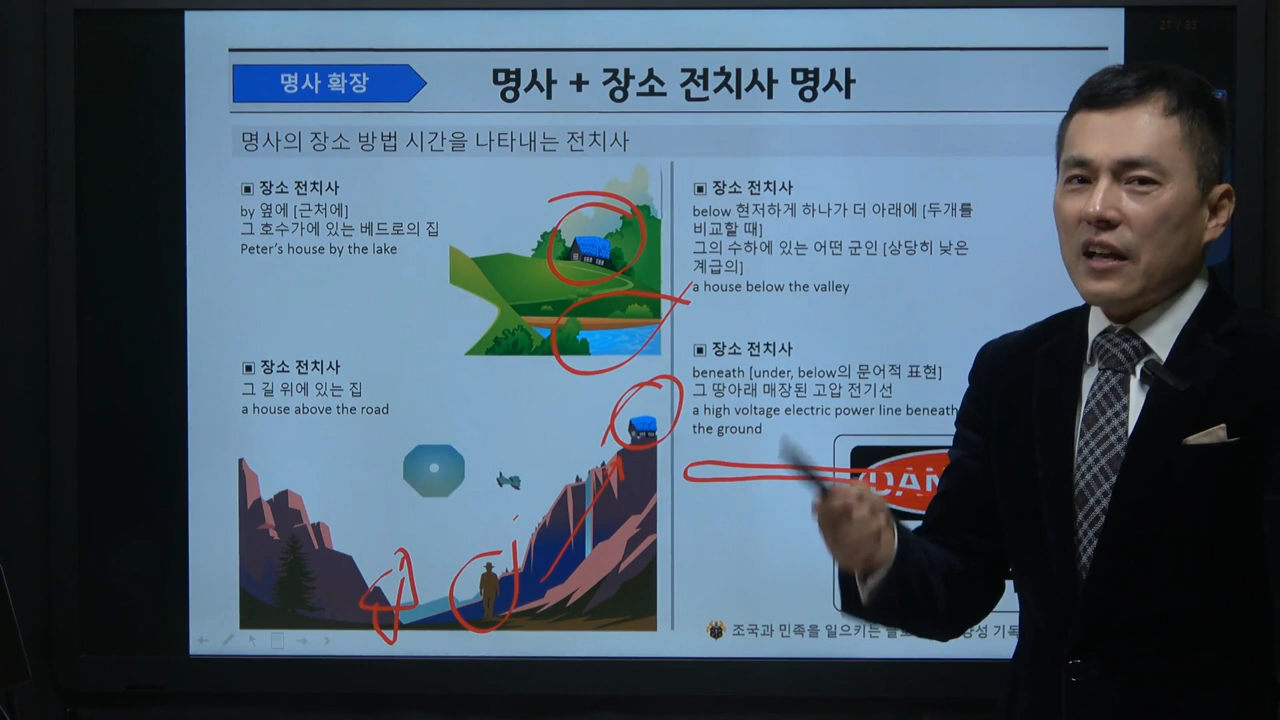 21 / 83
명사 확장
명사 + 장소 전치사 명사
명사의 장소 방법 시간을 나타내는 전치사
▣ 장소 전치사
by 옆에 [근처에]
그 호수가에 있는 베드로의 집
Peter's house by the lake
▣ 장소 전치사
그 길 위에 있는 집
a house above the road
▣ 장소 전치사
below 현저하게 하나가 더 아래에 [두개를
비교할 때]
그의 수하에 있는 어떤 군인 [상당히 낮은
계급의]
a house below the valley
▣ 장소 전치사
beneath [under, below의 문어적 표현]
그 땅아래 매장된 고압 전기선
a high voltage electric power line beneath
the ground
DAN
조국과 민족을 일으키는 기독